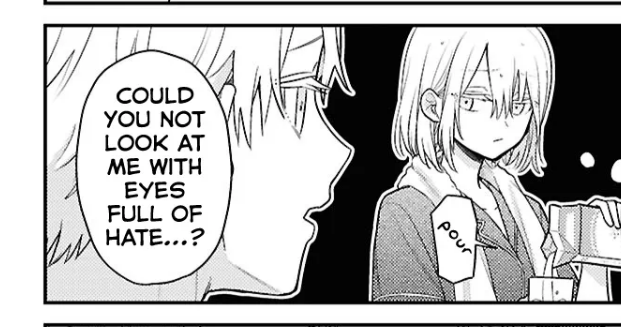 COULD
YOU NOT
LOOK AT
ME WITH
EYES
FULL OF
HATE...?
pour